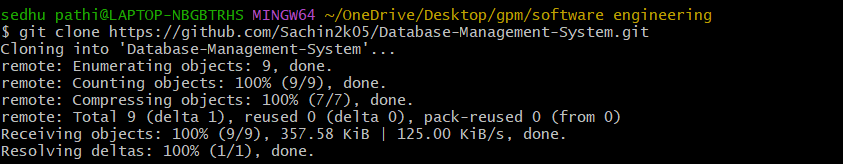 sedhu pathi@LAPTOP-NBGBTRHS MINGW64 ~/OneDrive/Desktop/gpm/software engineering
$ git clone https://github.com/Sachin2k05/Database-Management-System.git
Cloning into 'Database-Management-System'...
remote: Enumerating objects: 9, done.
remote: Counting objects: 100% (9/9), done.
remote: Compressing objects: 100% (7/7), done.
remote: Total 9 (delta 1), reused 0 (delta 0), pack-reused 0 (from 0)
Receiving objects: 100% (9/9), 357.58 KiB | 125.00 KiB/s, done.
Resolving deltas: 100% (1/1), done.